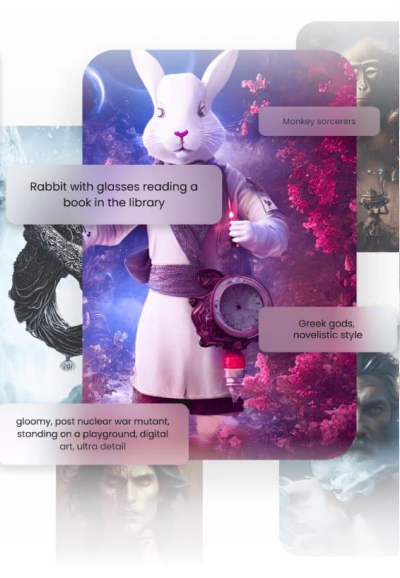 Monkey sorcerers
Rabbit with glasses reading a
book in the library
Greek gods,
novelistic style
gloomy, post nuclear war mutant,
standing on a playground, digital
art, ultra detail